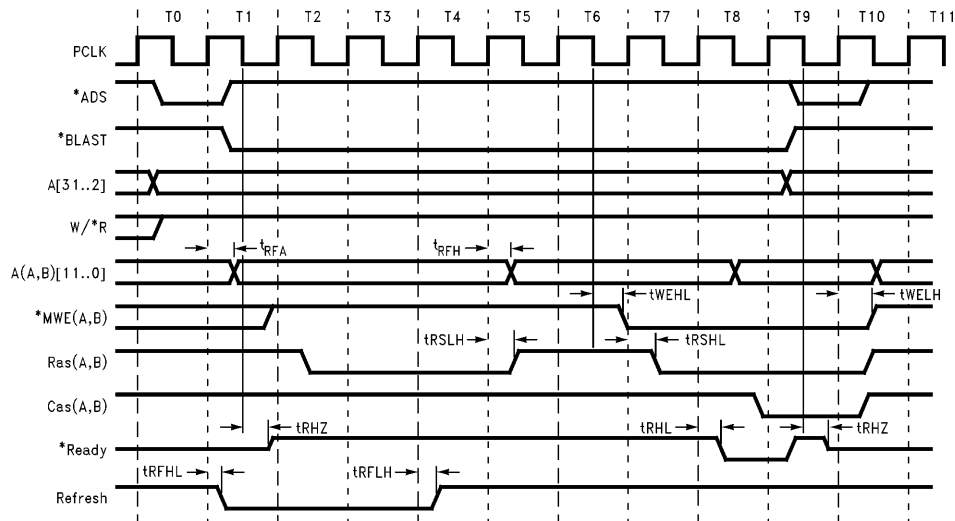 T0 T1 T2 T3 T4 T5 T6 T7 T8 T9 T10 T11
PCLK
*ADS
*BLAST
A[31..2]
W/*R
tRFA tRFH
A(A,B)[11..0]
tWEHL tWELH
*MWE(A,B)
tRSLH tRSHL
Ras(A,B)
Cas(A,B)
tRHZ tRHL tRHZ
*Ready
tRFHL tRFLH
Refresh